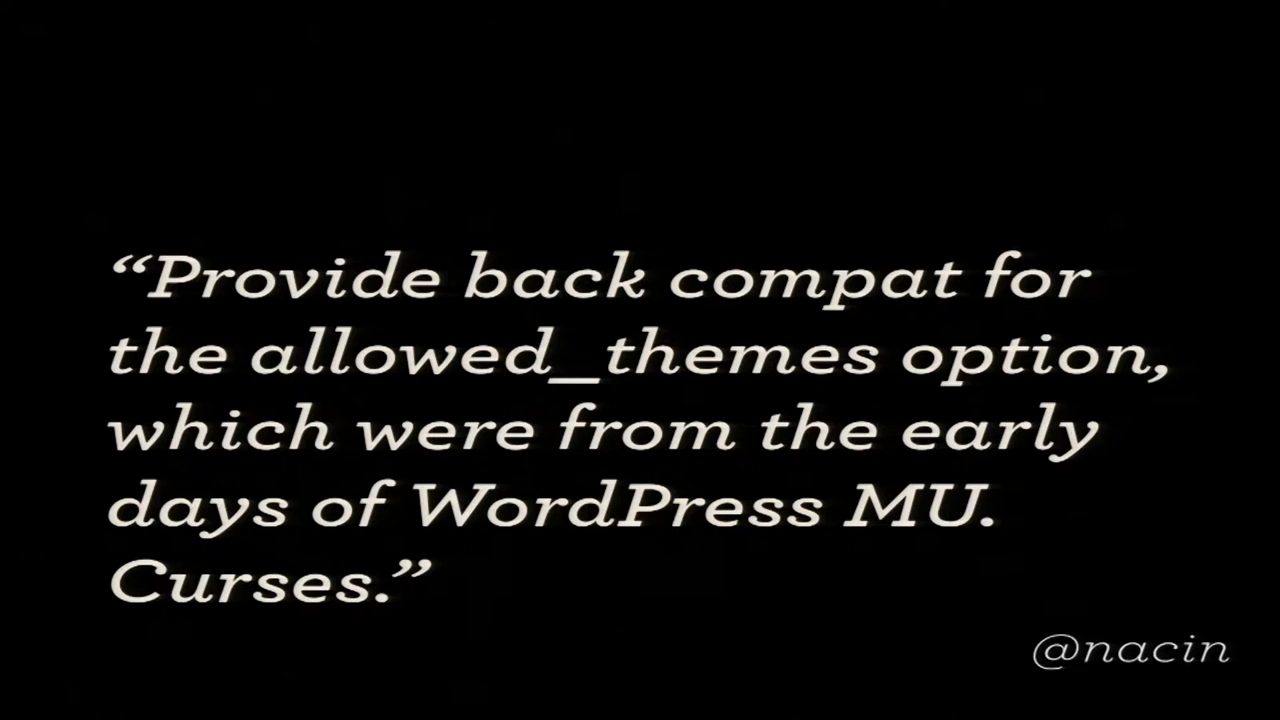 “Provide back compat for
the allowed_themes option,
which were from the early
days of WordPress MU.
Curses.”
@nacin